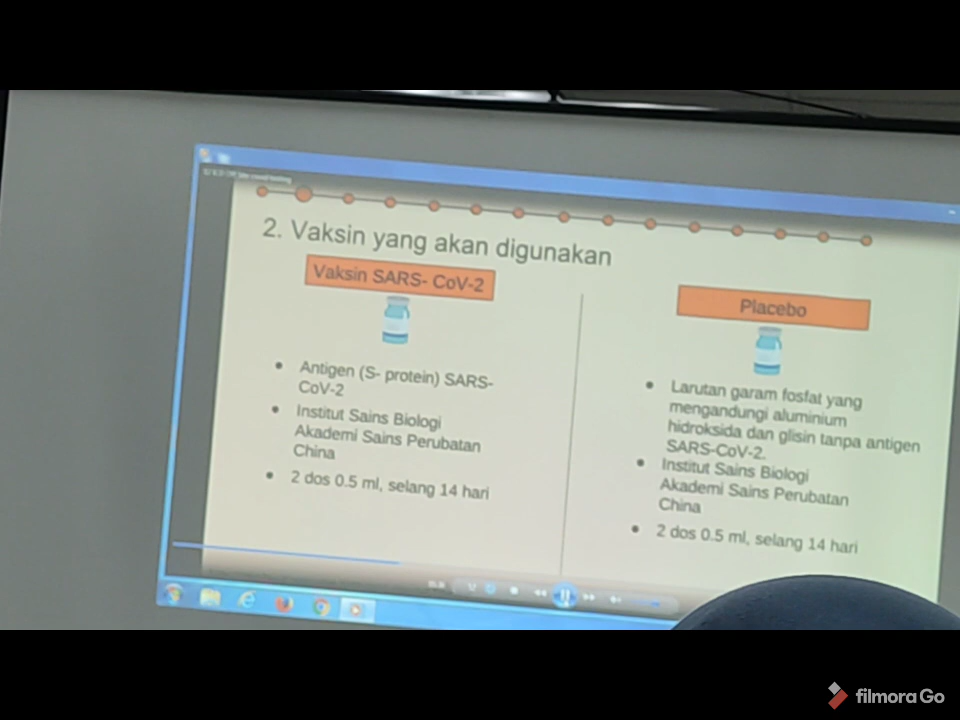 2. Vaksin yang akan digunakan
Vaksin SARS- CoV-2
Antigen (S- protein) SARS-
CoV-2
Institut Sains Biologi
Akademi Sains Perubatan
China
2 dos 0.5 ml, selang 14 hari
Placebo
Larutan garam fosfat yang
mengandungi aluminium
hidroksida dan glisin tanpa antigen
SARS-CoV-2.
Institut Sains Biologi
Akademi Sains Perubatan
China
2 dos 0.5 ml, selang 14 hari
filmoraGo